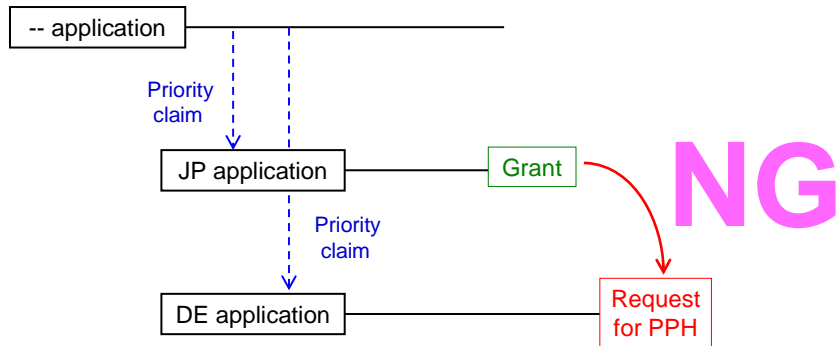 -- application
Priority
claim
JP application
Grant
NG
Priority
claim
DE application
Request
for PPH